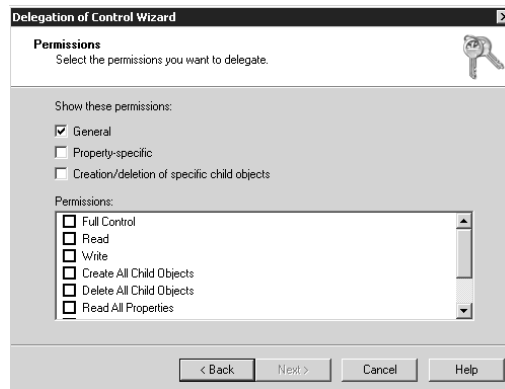 Delegation of Control Wizard
Permissions
Select the permissions you want to delegate.
Show these permissions:
General
Property-specific
Creation/deletion of specific child objects
Permissions:
Full Control
Read
Write
Create All Child Objects
Delete All Child Objects
Read All Properties
< Back Next > Cancel Help